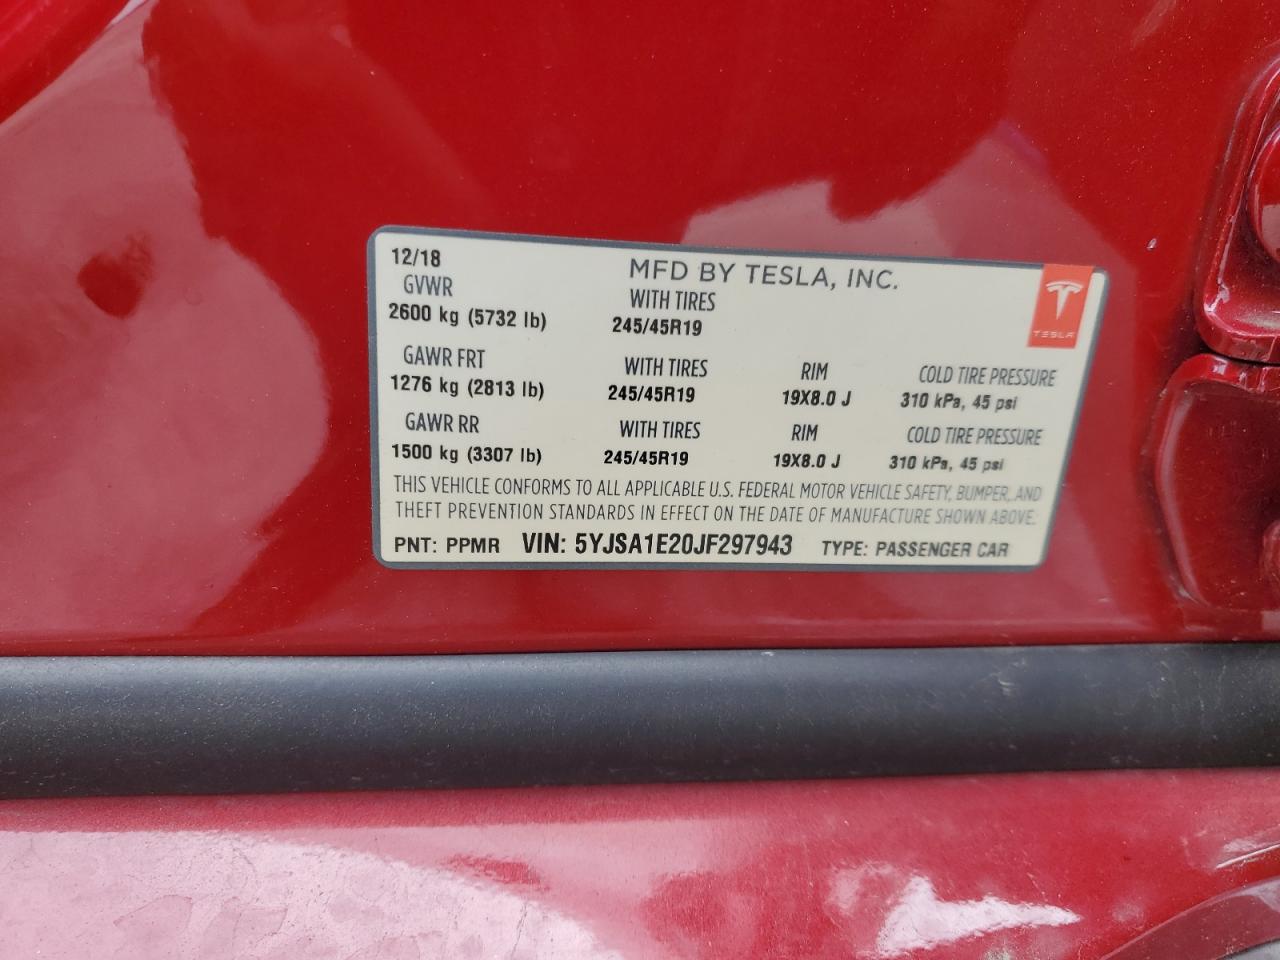 12/18
MFD BY TESLA, INC.
GVWR WITH TIRES
2600 kg (5732 lb) 245/45R19
TESLA
GAWR FRT WITH TIRES RIM COLD TIRE PRESSURE
1276 kg (2813 lb) 245/45R19 19X8.0 J 310 kPa, 45 psi
GAWR RR WITH TIRES RIM COLD TIRE PRESSURE
1500 kg (3307 lb) 245/45R19 19X8.0 J 310 kPa, 45 psi
THIS VEHICLE CONFORMS TO ALL APPLICABLE U.S. FEDERAL MOTOR VEHICLE SAFETY, BUMPER, AND
THEFT PREVENTION STANDARDS IN EFFECT ON THE DATE OF MANUFACTURE SHOWN ABOVE.
PNT: PPMR VIN: 5YJSA1E20JF297943 TYPE: PASSENGER CAR